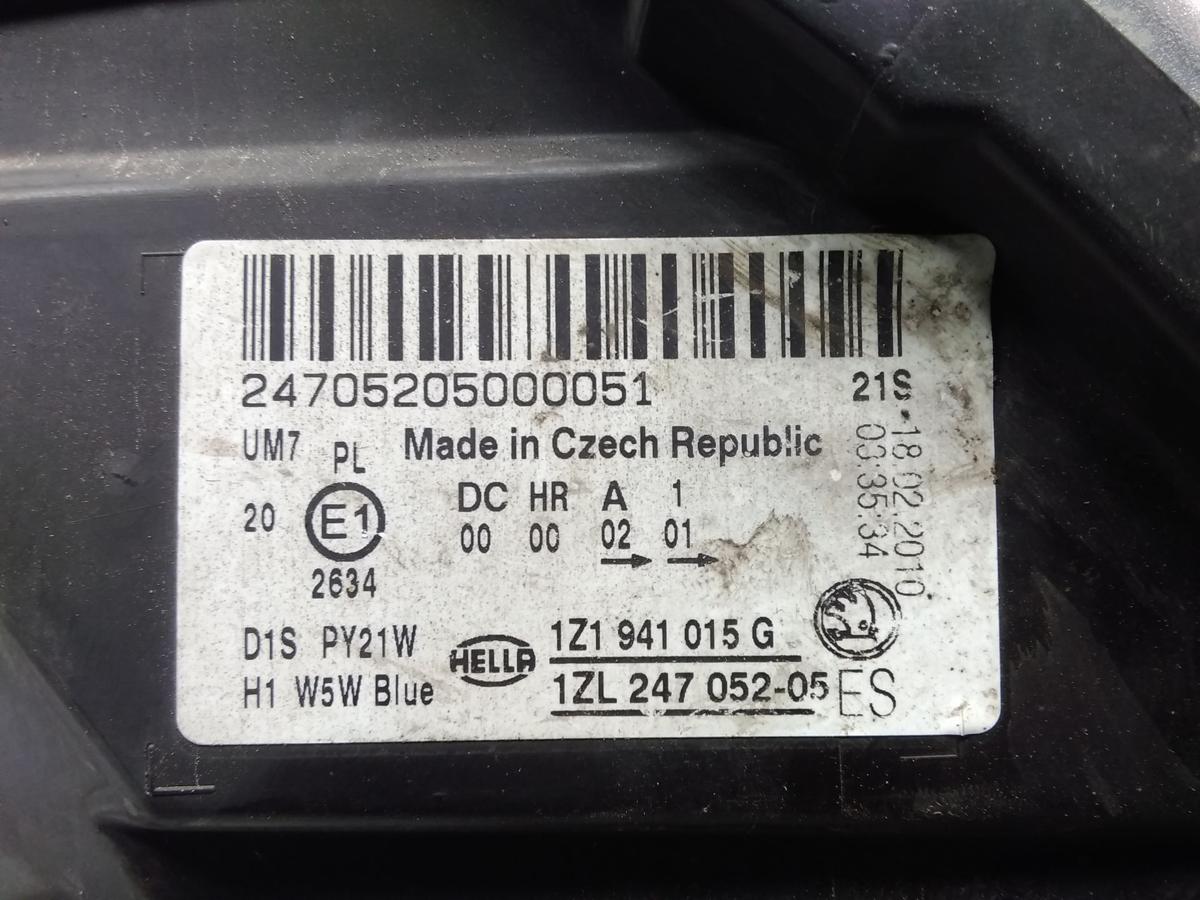 24705205000051 21S
18.02.2010
03:35:34
UM7 PL Made in Czech Republic
DC HR A 1
20 E1
00 00 02 01
2634
D1S PY21W HELLA 1Z1 941 015 G
H1 W5W Blue 1ZL 247 052-05 ES